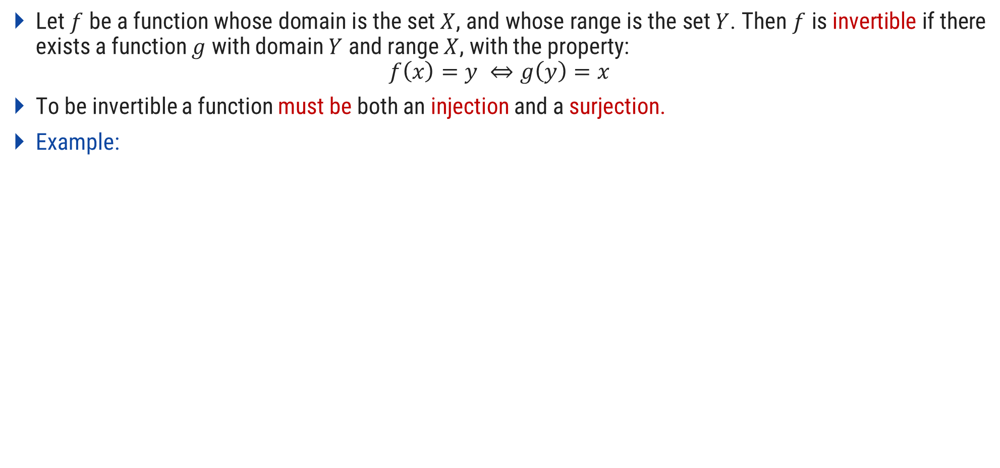 Let f be a function whose domain is the set X, and whose range is the set Y. Then f is invertible if there
exists a function g with domain Y and range X, with the property:
f(x) = y ⇔ g(y) = x
To be invertible a function must be both an injection and a surjection.
Example: